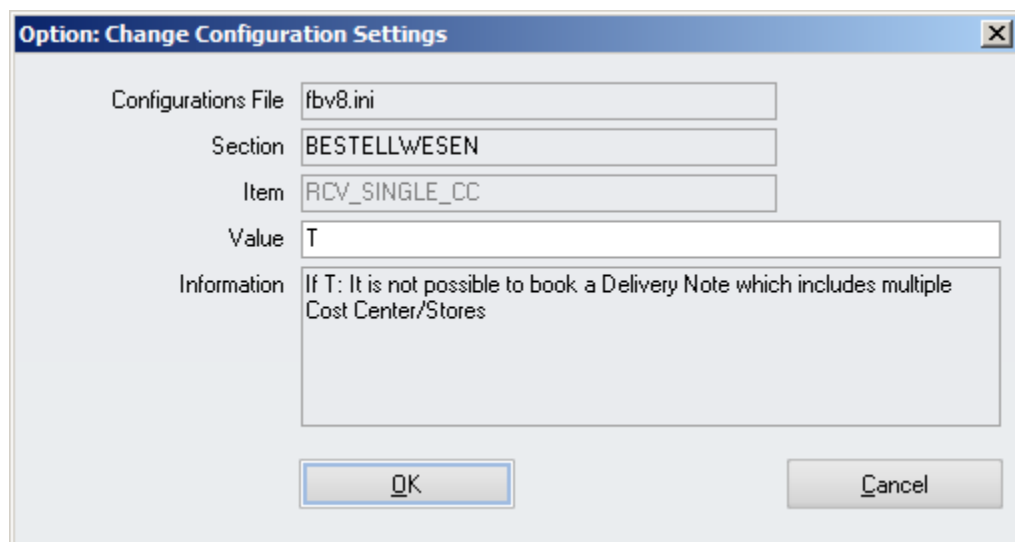 Option: Change Configuration Settings
Configurations File fbv8.ini
Section BESTELLWESEN
Item RCV_SINGLE_CC
Value T
Information If T: It is not possible to book a Delivery Note which includes multiple
Cost Center/Stores
OK Cancel